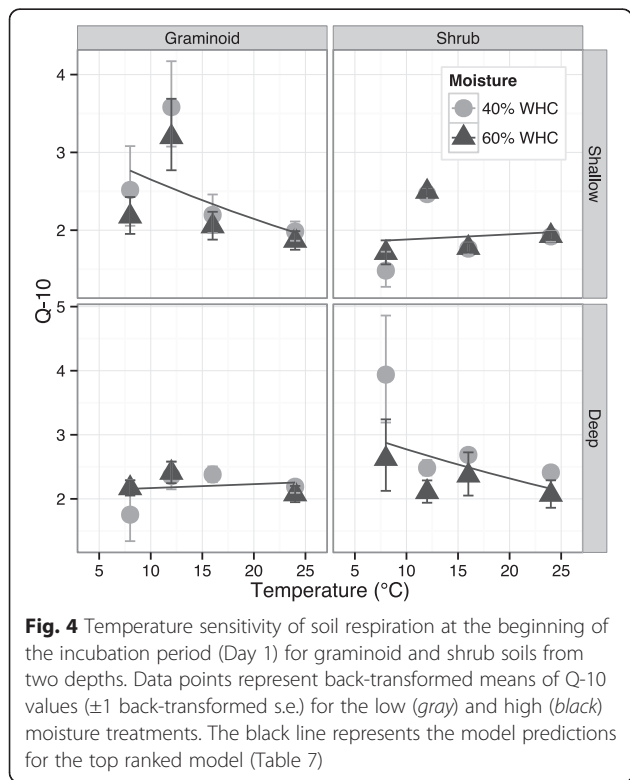 Graminoid Shrub
Moisture
40% WHC
60% WHC
4
3
2
Shallow
Q-10
5
4
3
2
Deep
5 10 15 20 25 5 10 15 20 25
Temperature (°C)
Fig. 4 Temperature sensitivity of soil respiration at the beginning of
the incubation period (Day 1) for graminoid and shrub soils from
two depths. Data points represent back-transformed means of Q-10
values (±1 back-transformed s.e.) for the low (gray) and high (black)
moisture treatments. The black line represents the model predictions
for the top ranked model (Table 7)